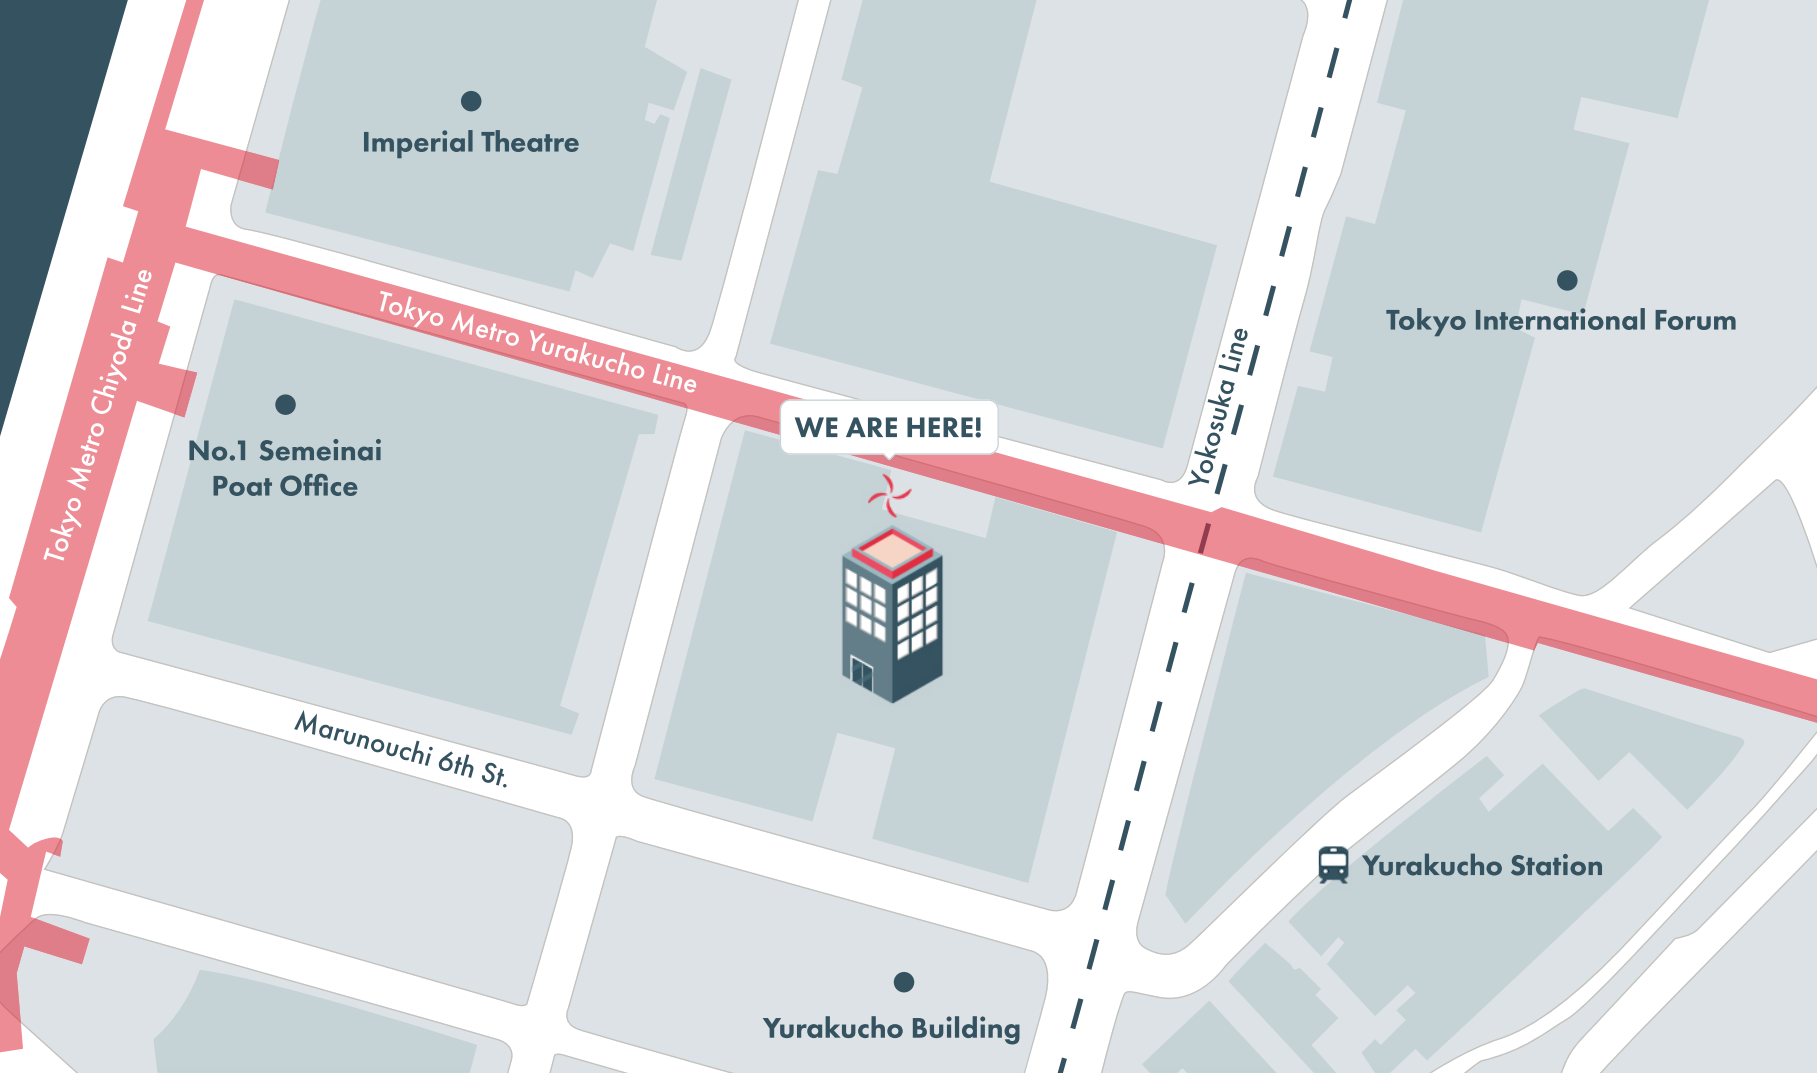 Imperial Theatre
Tokyo International Forum
Tokyo Metro Yurakucho Line
Tokyo Metro Chiyoda Line
Yokosuka Line
WE ARE HERE!
No.1 Semeinai
Poat Office
Marunouchi 6th St.
Yurakucho Station
Yurakucho Building